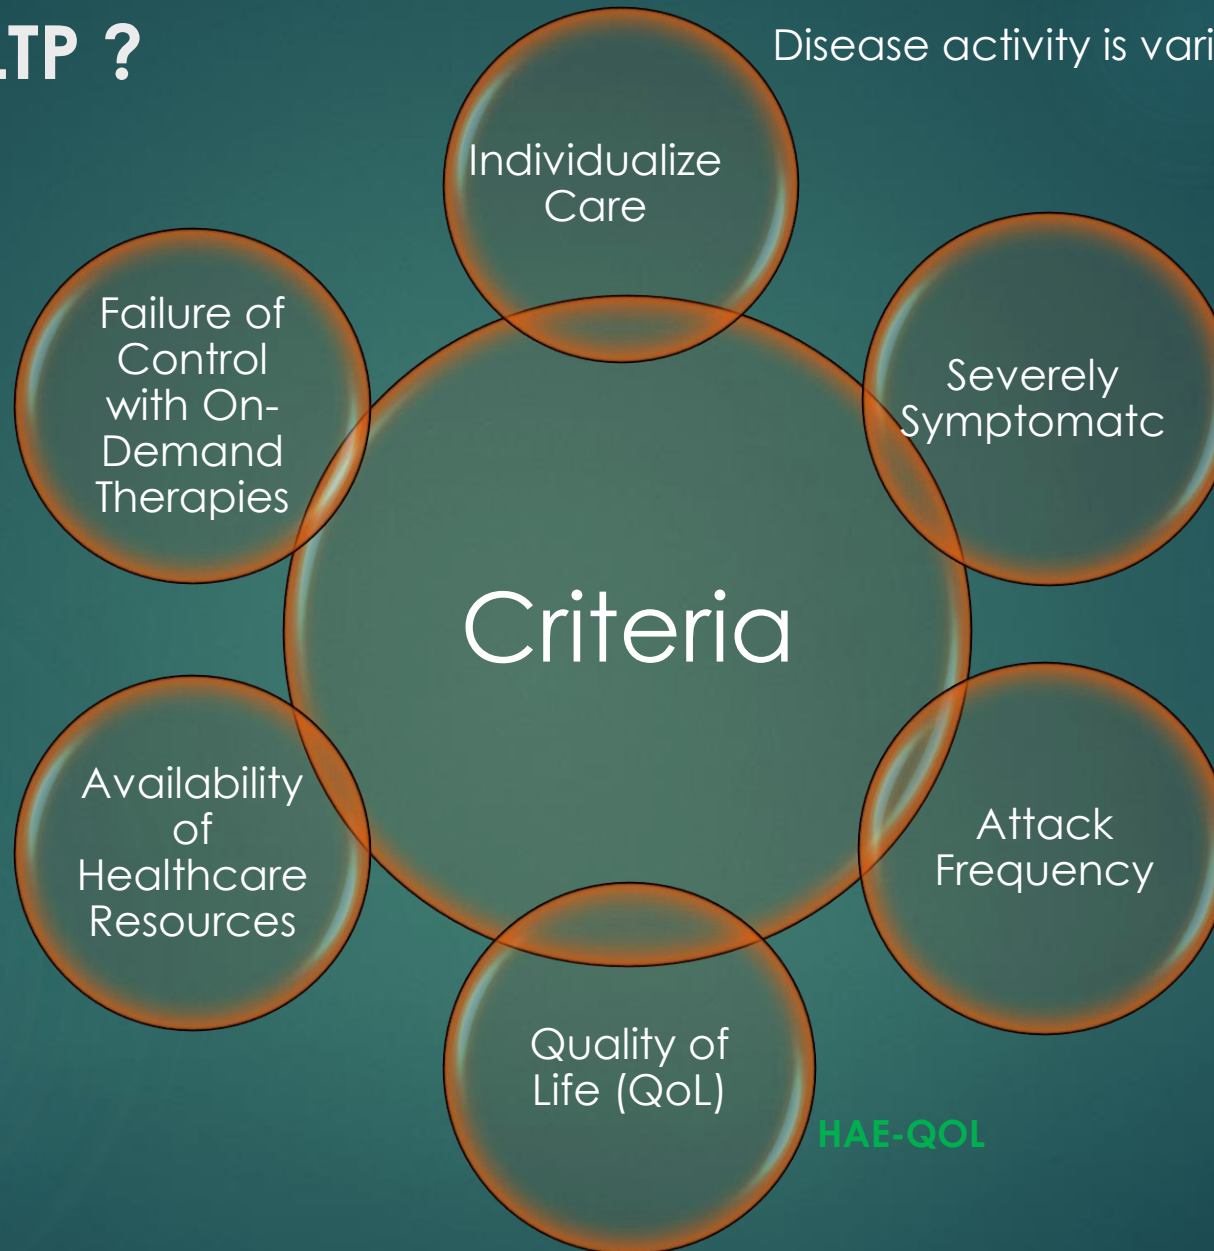 LTP ?
Disease activity is vari
Individualize
Care
Severely
Symptomatc
Attack
Frequency
Quality of
Life (QoL)
HAE-QOL
Availability
of
Healthcare
Resources
Failure of
Control
with On-
Demand
Therapies
Criteria